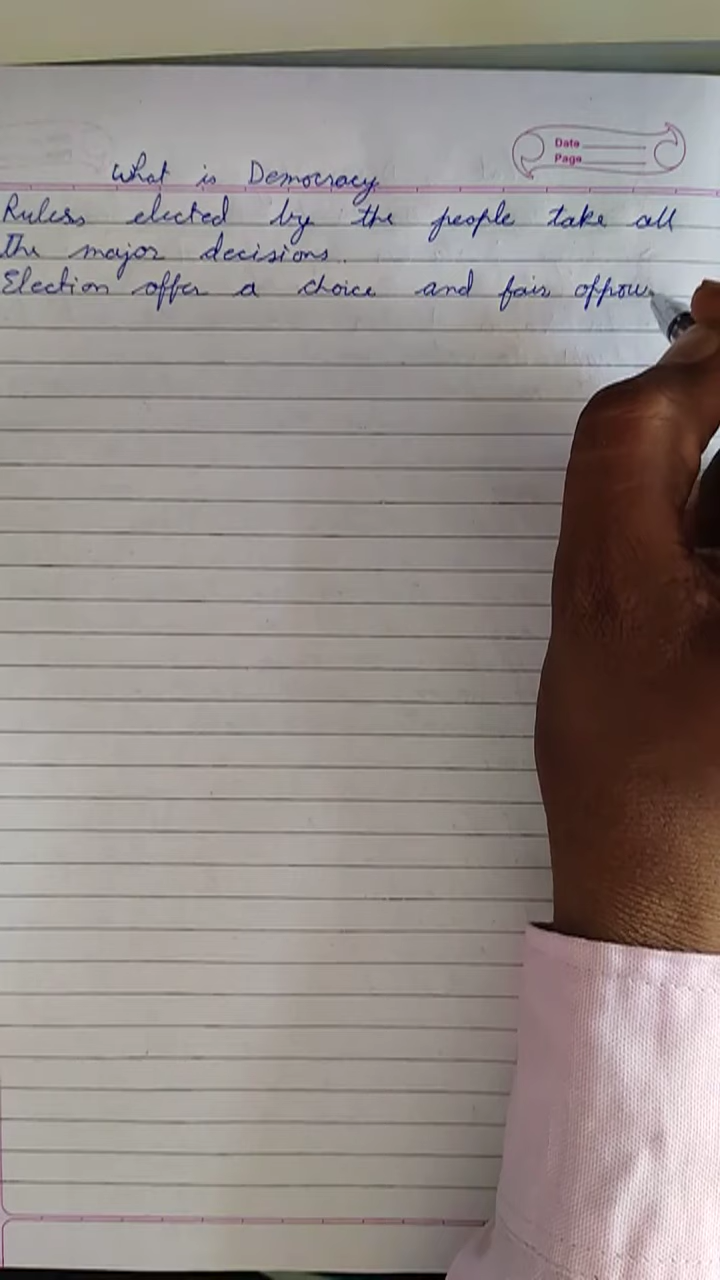 Date
Page
What is Democracy
Rulers elected by the people take all
the major decisions.
Election offer a choice and fair